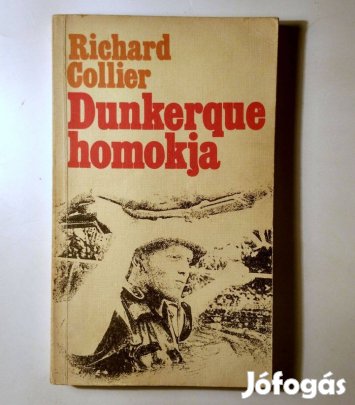 Richard
Collier
Dunkerque
homokja
Jófogás